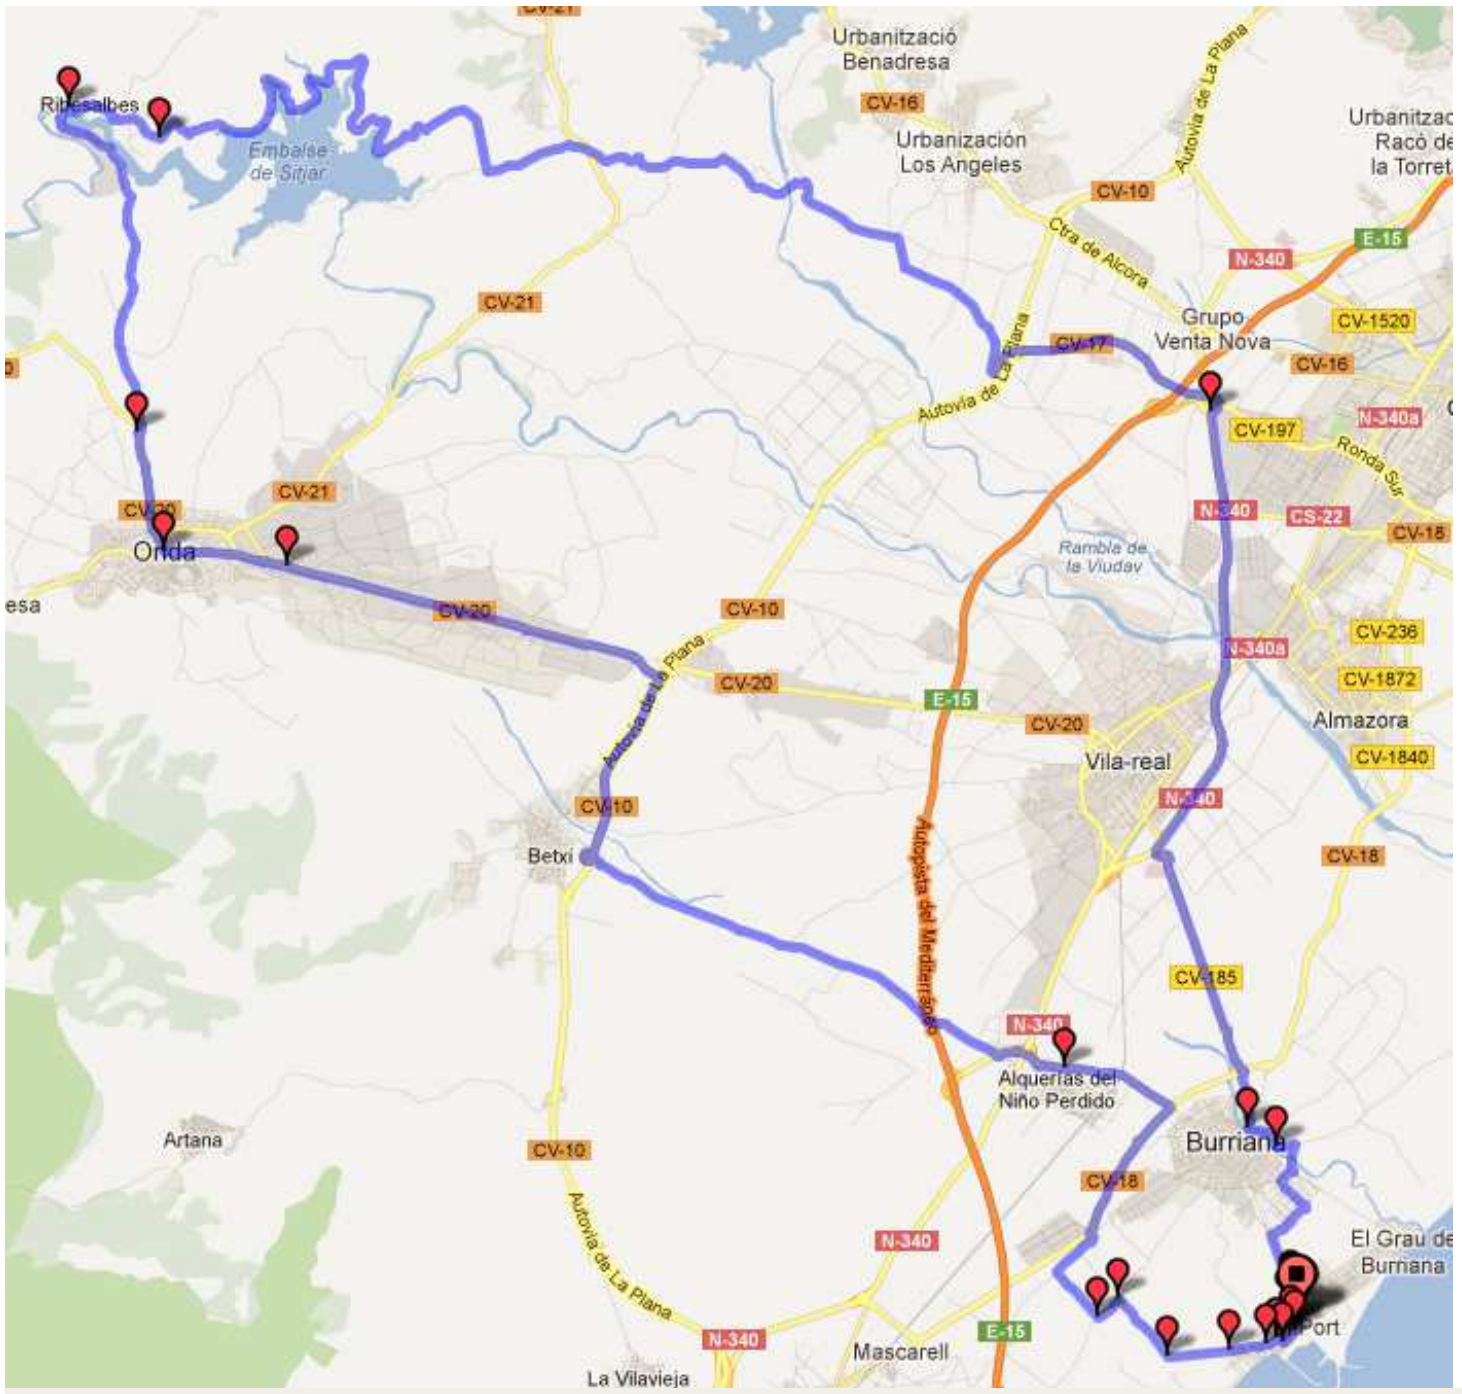 CV-21
Urbanització
Benadresa
CV-16
Autovía de La Plana
Urbanización
Los Angeles
Urbanitzac
Racó de
la Torret
Ribesalbes
Embalse
de Sitjar
CV-10
E-15
Ctra de Alcora
N-340
CV-21
Grupo
Venta Nova
CV-1520
CV-17
CV-16
Autovía de La Plana
N-340a
CV-197
Ronda Sur
CV-21
CV-20
N-340
CS-22
CV-18
Onda
Rambla de
la Viudav
esa
CV-20
CV-10
CV-236
N-340a
Autovía de La Plana
CV-20
CV-1872
E-15
CV-20
Almazora
Vila-real
CV-1840
N-340
CV-10
Autopista del Mediterráneo
Betxí
CV-18
CV-185
N-340
Alquerías del
Niño Perdido
Artana
CV-10
Burriana
CV-18
Autovía de La Plana
N-340
El Grau de
Burriana
N-340
E-15
Port
Mascarell
La Vilavieja